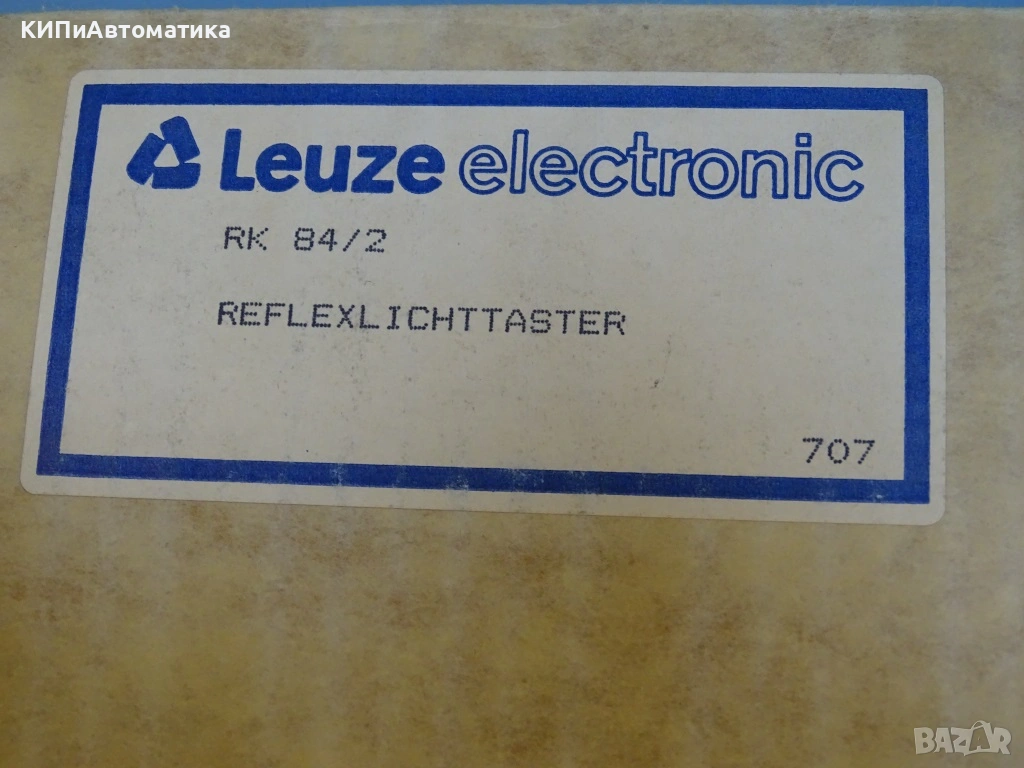 КИПиАвтоматика
Leuze electronic
RK 84/2
REFLEXLICHTTASTER
707
BAZAR